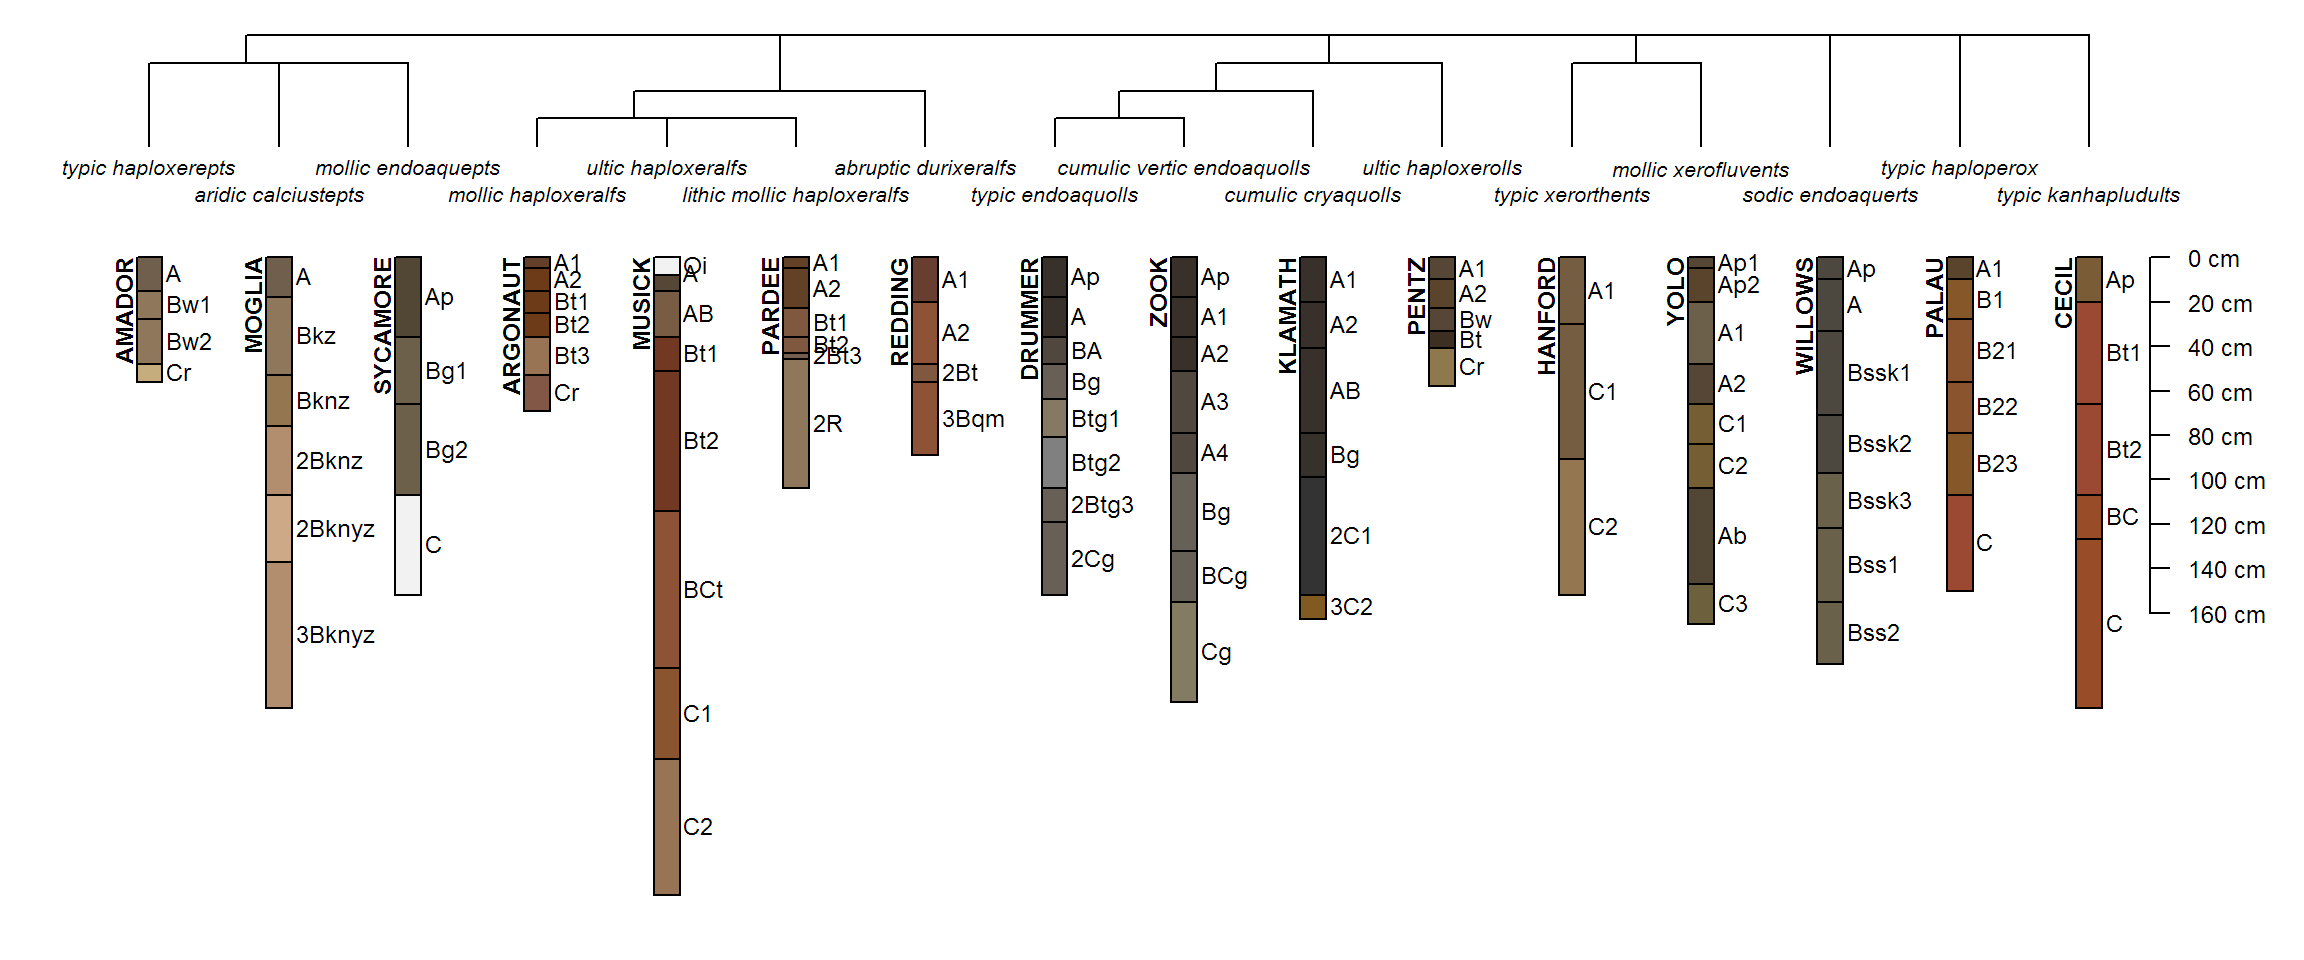 typic haploxerepts
mollic endoaquepts
ultic haploxeralfs
abruptic durixeralfs
cumulic vertic endoaquolls
ultic haploxerolls
mollic xerofluvents
typic haploperox
aridic calciustepts
mollic haploxeralfs
lithic mollic haploxeralfs
typic endoaquolls
cumulic cryaquolls
typic xerorthents
sodic endoaquerts
typic kanhapludults
AMADOR
A
Bw1
Bw2
Cr
MOGLIA
A
Bkz
Bknz
2Bknz
2Bknyz
3Bknyz
SYCAMORE
Ap
Bg1
Bg2
C
ARGONAUT
A1
A2
Bt1
Bt2
Bt3
Cr
MUSICK
Oi
A
AB
Bt1
Bt2
BCt
C1
C2
PARDEE
A1
A2
Bt1
Bt2
2Bt3
2R
REDDING
A1
A2
2Bt
3Bqm
DRUMMER
Ap
A
BA
Bg
Btg1
Btg2
2Btg3
2Cg
ZOOK
Ap
A1
A2
A3
A4
Bg
BCg
Cg
KLAMATH
A1
A2
AB
Bg
2C1
3C2
PENTZ
A1
A2
Bw
Bt
Cr
HANFORD
A1
C1
C2
YOLO
Ap1
Ap2
A1
A2
C1
C2
Ab
C3
WILLOWS
Ap
A
Bssk1
Bssk2
Bssk3
Bss1
Bss2
PALAU
A1
B1
B21
B22
B23
C
CECIL
Ap
Bt1
Bt2
BC
C
0 cm
20 cm
40 cm
60 cm
80 cm
100 cm
120 cm
140 cm
160 cm